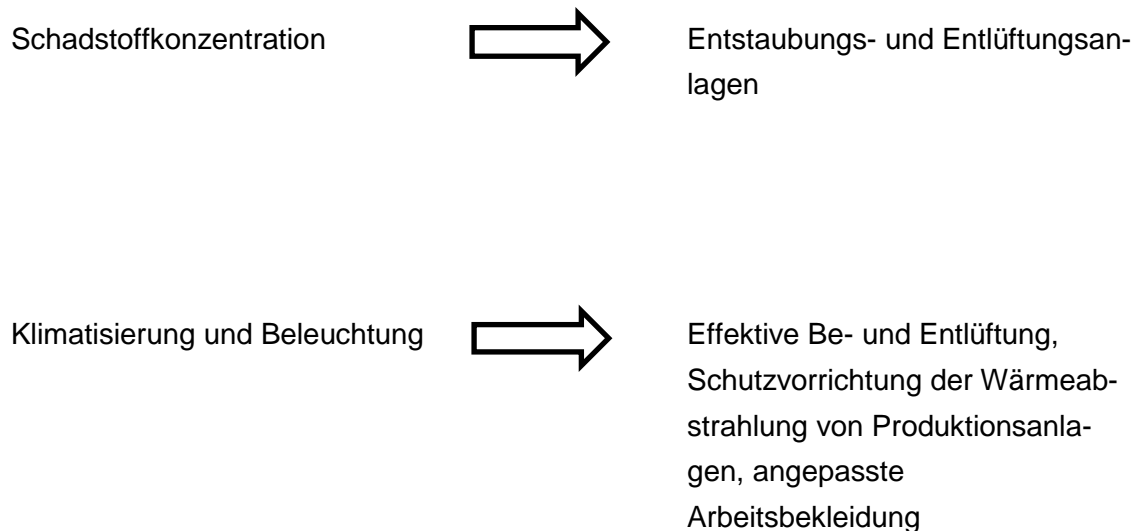 Schadstoffkonzentration
Entstaubungs- und Entlüftungsan-
lagen
Klimatisierung und Beleuchtung
Effektive Be- und Entlüftung,
Schutzvorrichtung der Wärmeab-
strahlung von Produktionsanla-
gen, angepasste
Arbeitsbekleidung